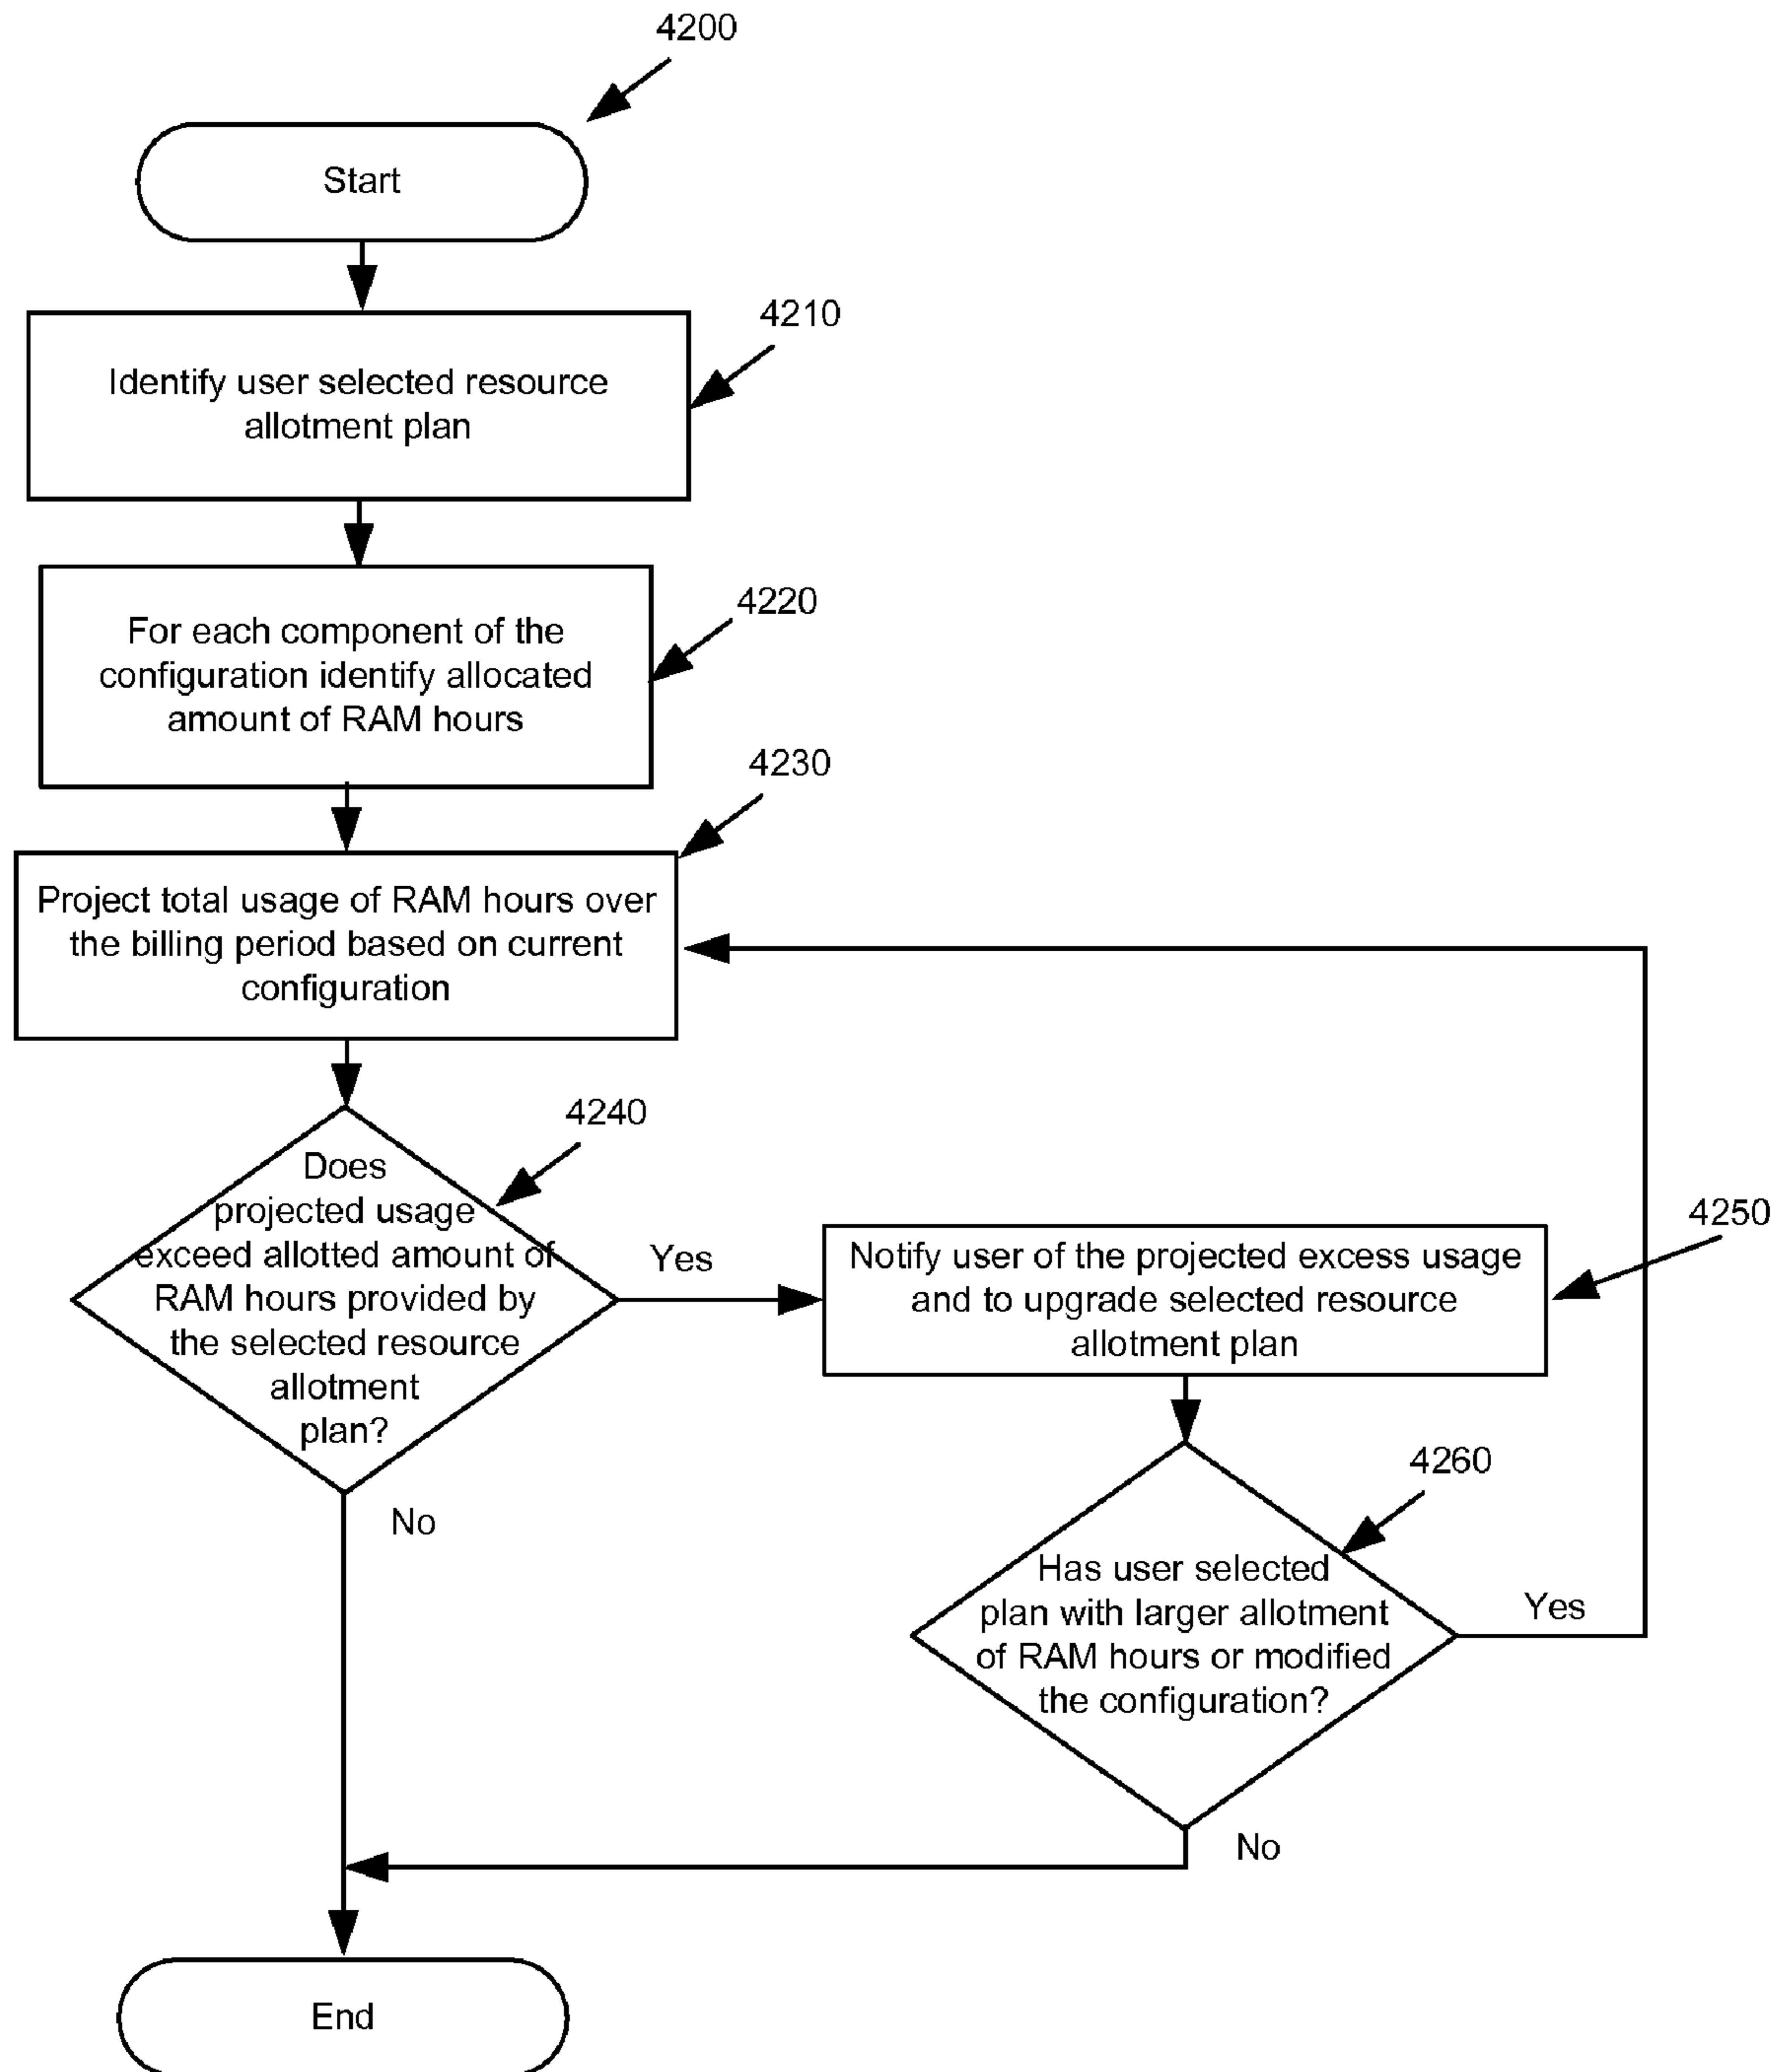 4200
Start
4210
Identify user selected resource
allotment plan
4220
For each component of the
configuration identify allocated
amount of RAM hours
4230
Project total usage of RAM hours over
the billing period based on current
configuration
4240
Does
projected usage
exceed allotted amount of
RAM hours provided by
the selected resource
allotment
plan?
Yes
No
4250
Notify user of the projected excess usage
and to upgrade selected resource
allotment plan
4260
Has user selected
plan with larger allotment
of RAM hours or modified
the configuration?
Yes
No
End